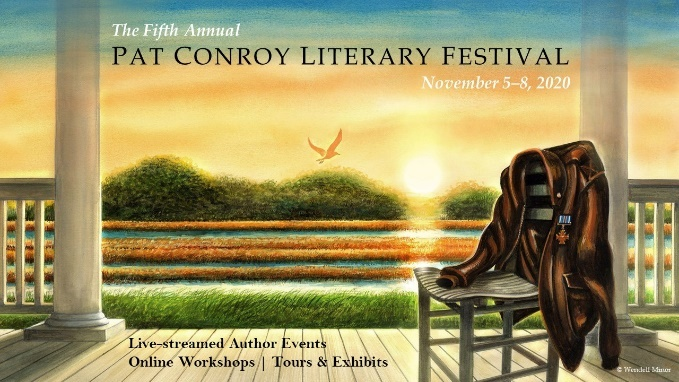 The Fifth Annual
PAT CONROY LITERARY FESTIVAL
November 5–8, 2020
Live-streamed Author Events
Online Workshops | Tours & Exhibits
© Wendell Minor